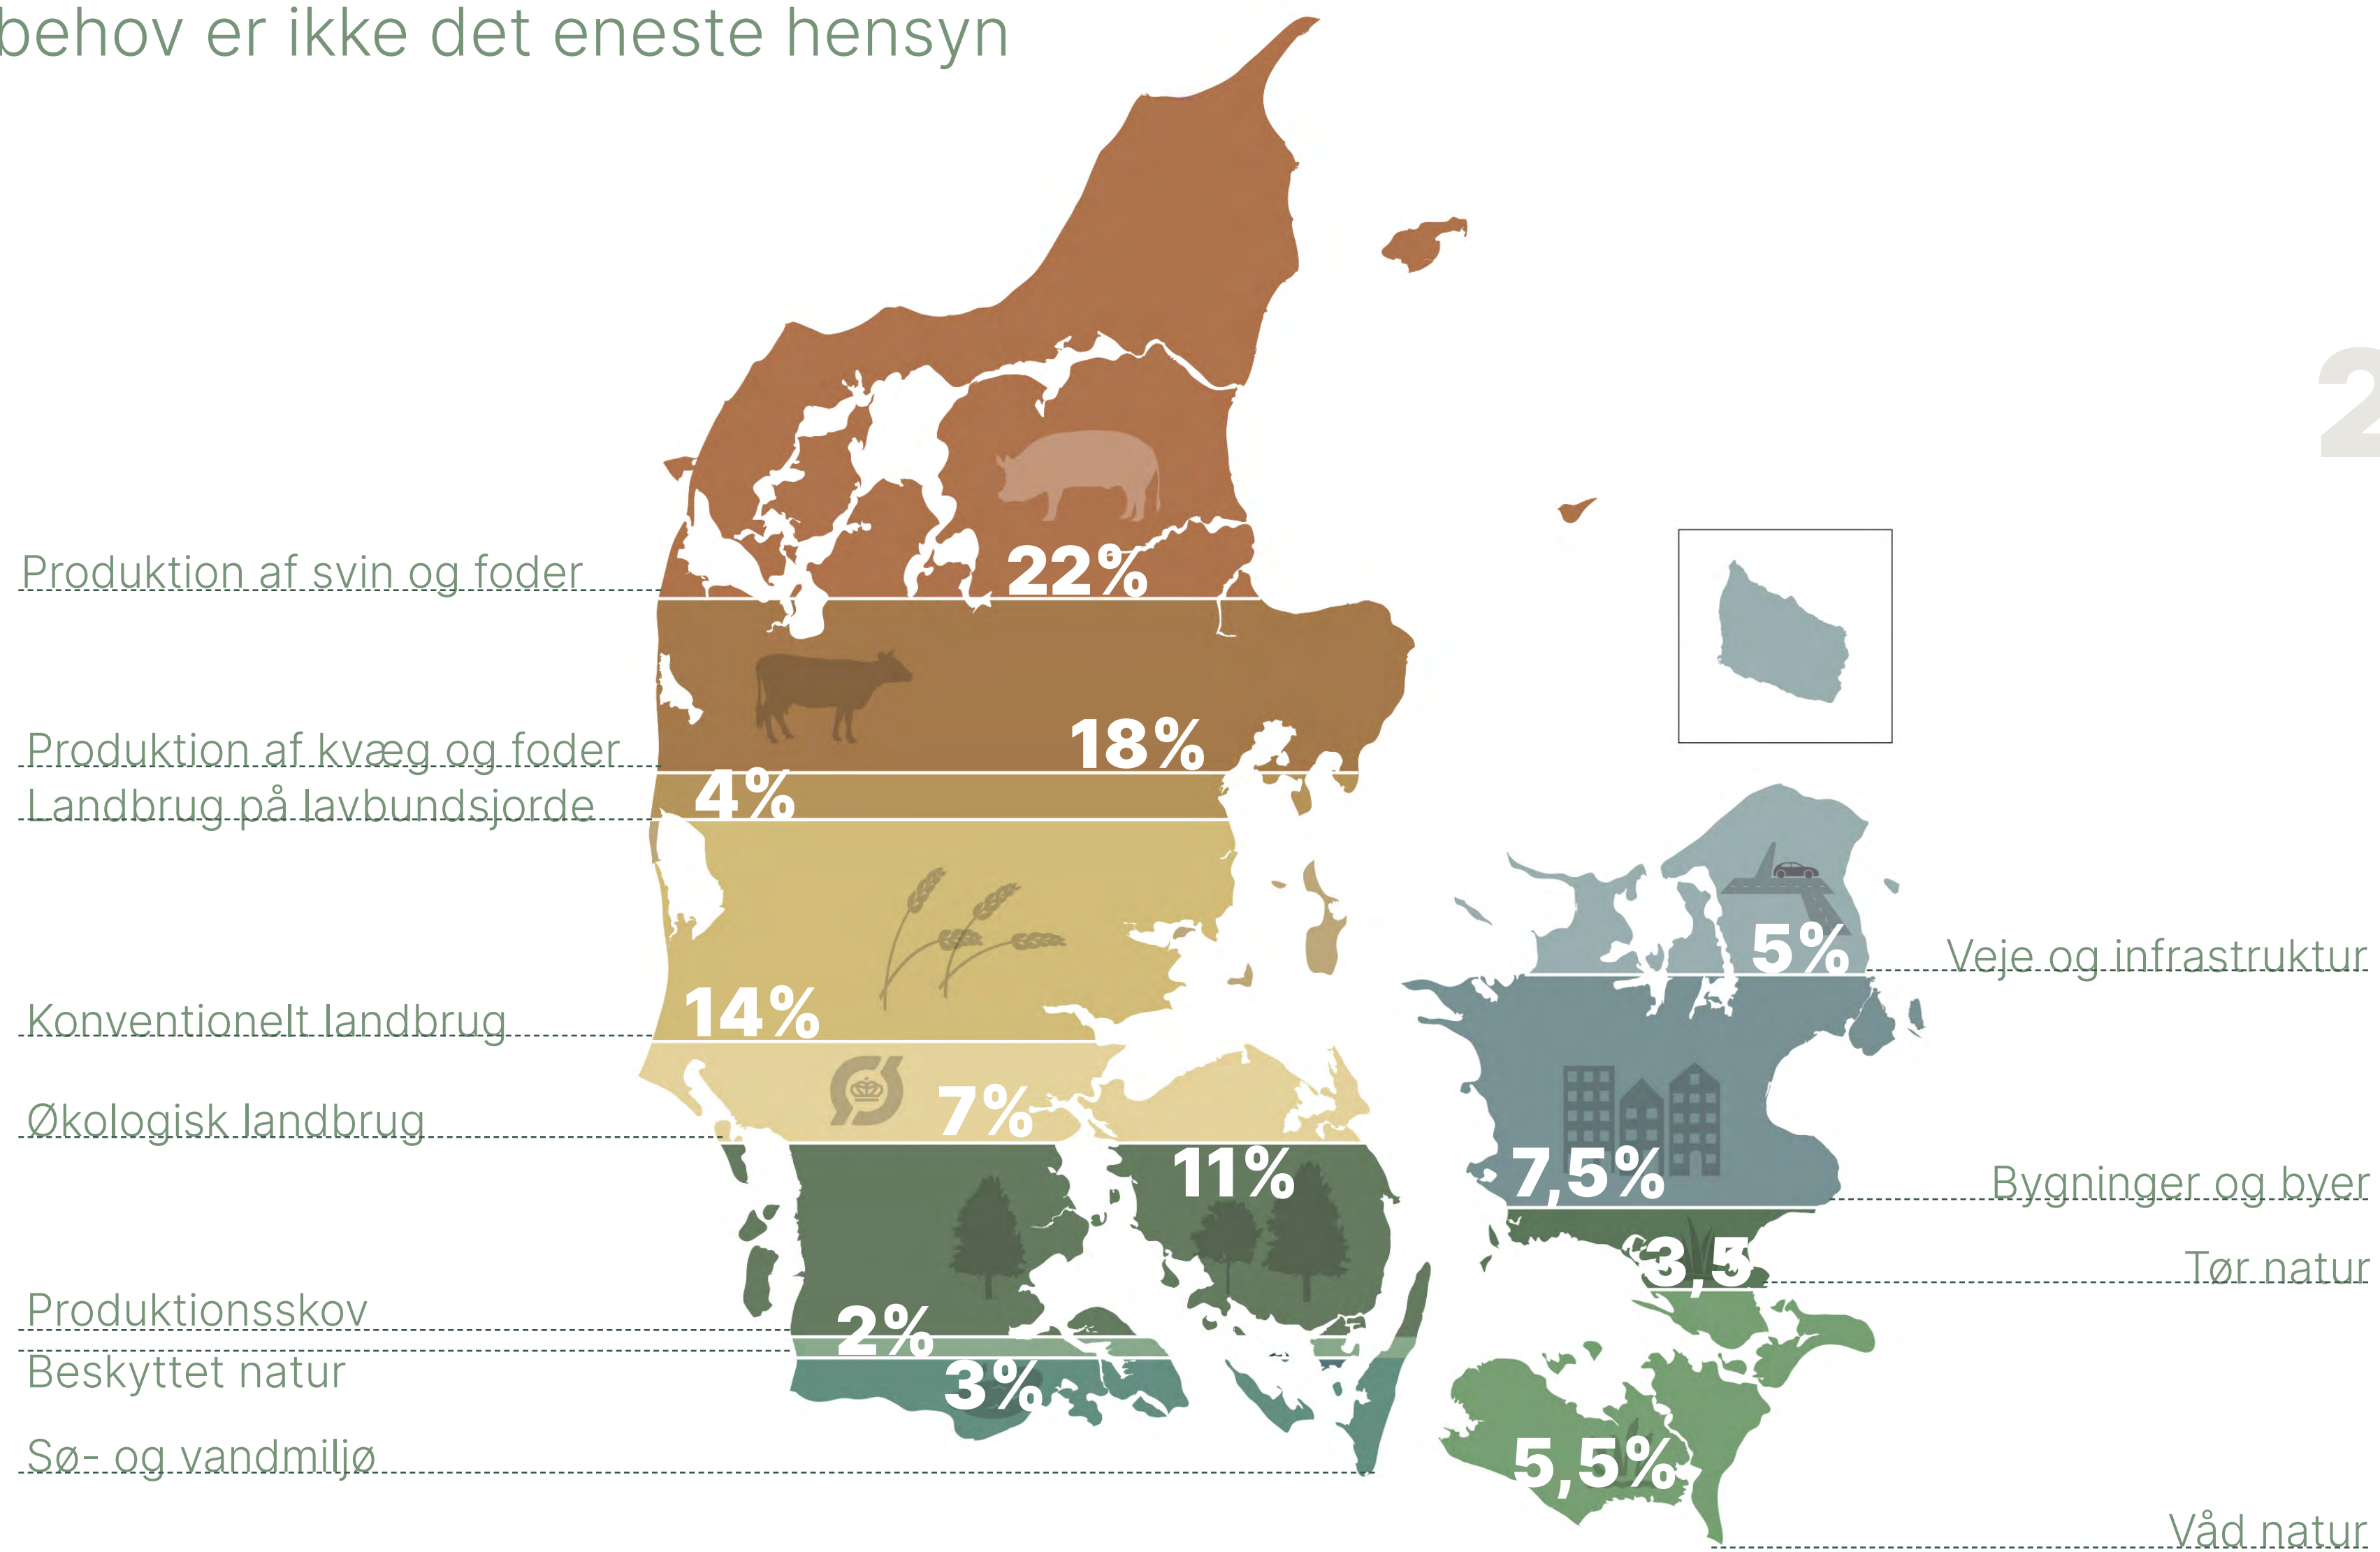 behov er ikke det eneste hensyn
2
Produktion af svin og foder
22%
Produktion af kvæg og foder
18%
Landbrug på lavbundsjorde
4%
Konventionelt landbrug
14%
Økologisk landbrug
7%
Produktionsskov
11%
Beskyttet natur
2%
Sø- og vandmiljø
3%
5%
Veje og infrastruktur
7,5%
Bygninger og byer
3,5
Tør natur
5,5%
Våd natur